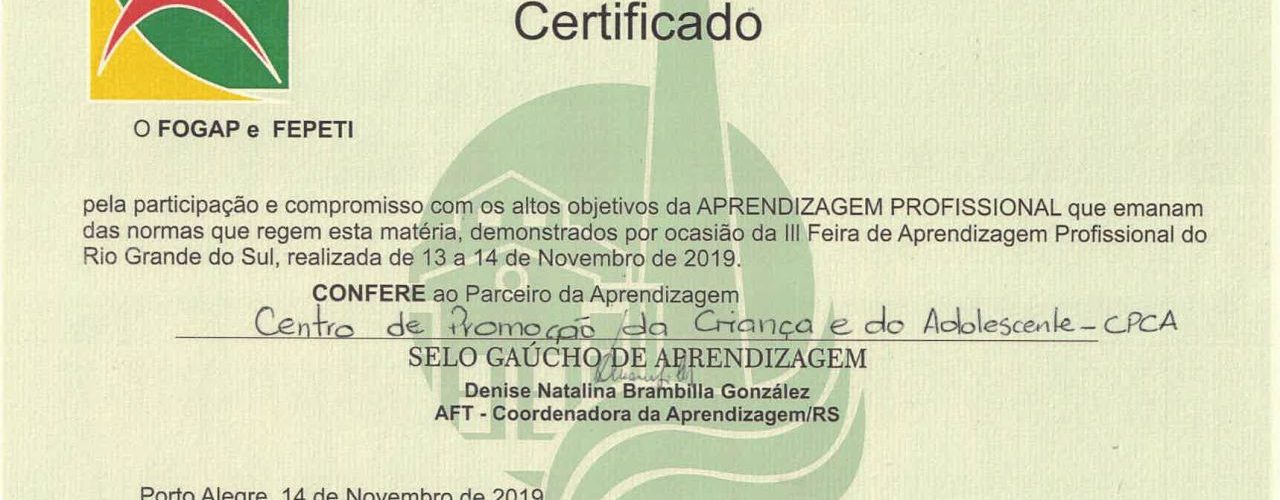 Certificado
O FOGAP e FEPETI
pela participação e compromisso com os altos objetivos da APRENDIZAGEM PROFISSIONAL que emanam
das normas que regem esta matéria, demonstrados por ocasião da III Feira de Aprendizagem Profissional do
Rio Grande do Sul, realizada de 13 a 14 de Novembro de 2019.
CONFERE ao Parceiro da Aprendizagem
Centro de Promoção da Criança e do Adolescente - CPCA
SELO GAÚCHO DE APRENDIZAGEM
Denise Natalina Brambilla González
AFT - Coordenadora da Aprendizagem/RS
Porto Alegre, 14 de Novembro de 2019